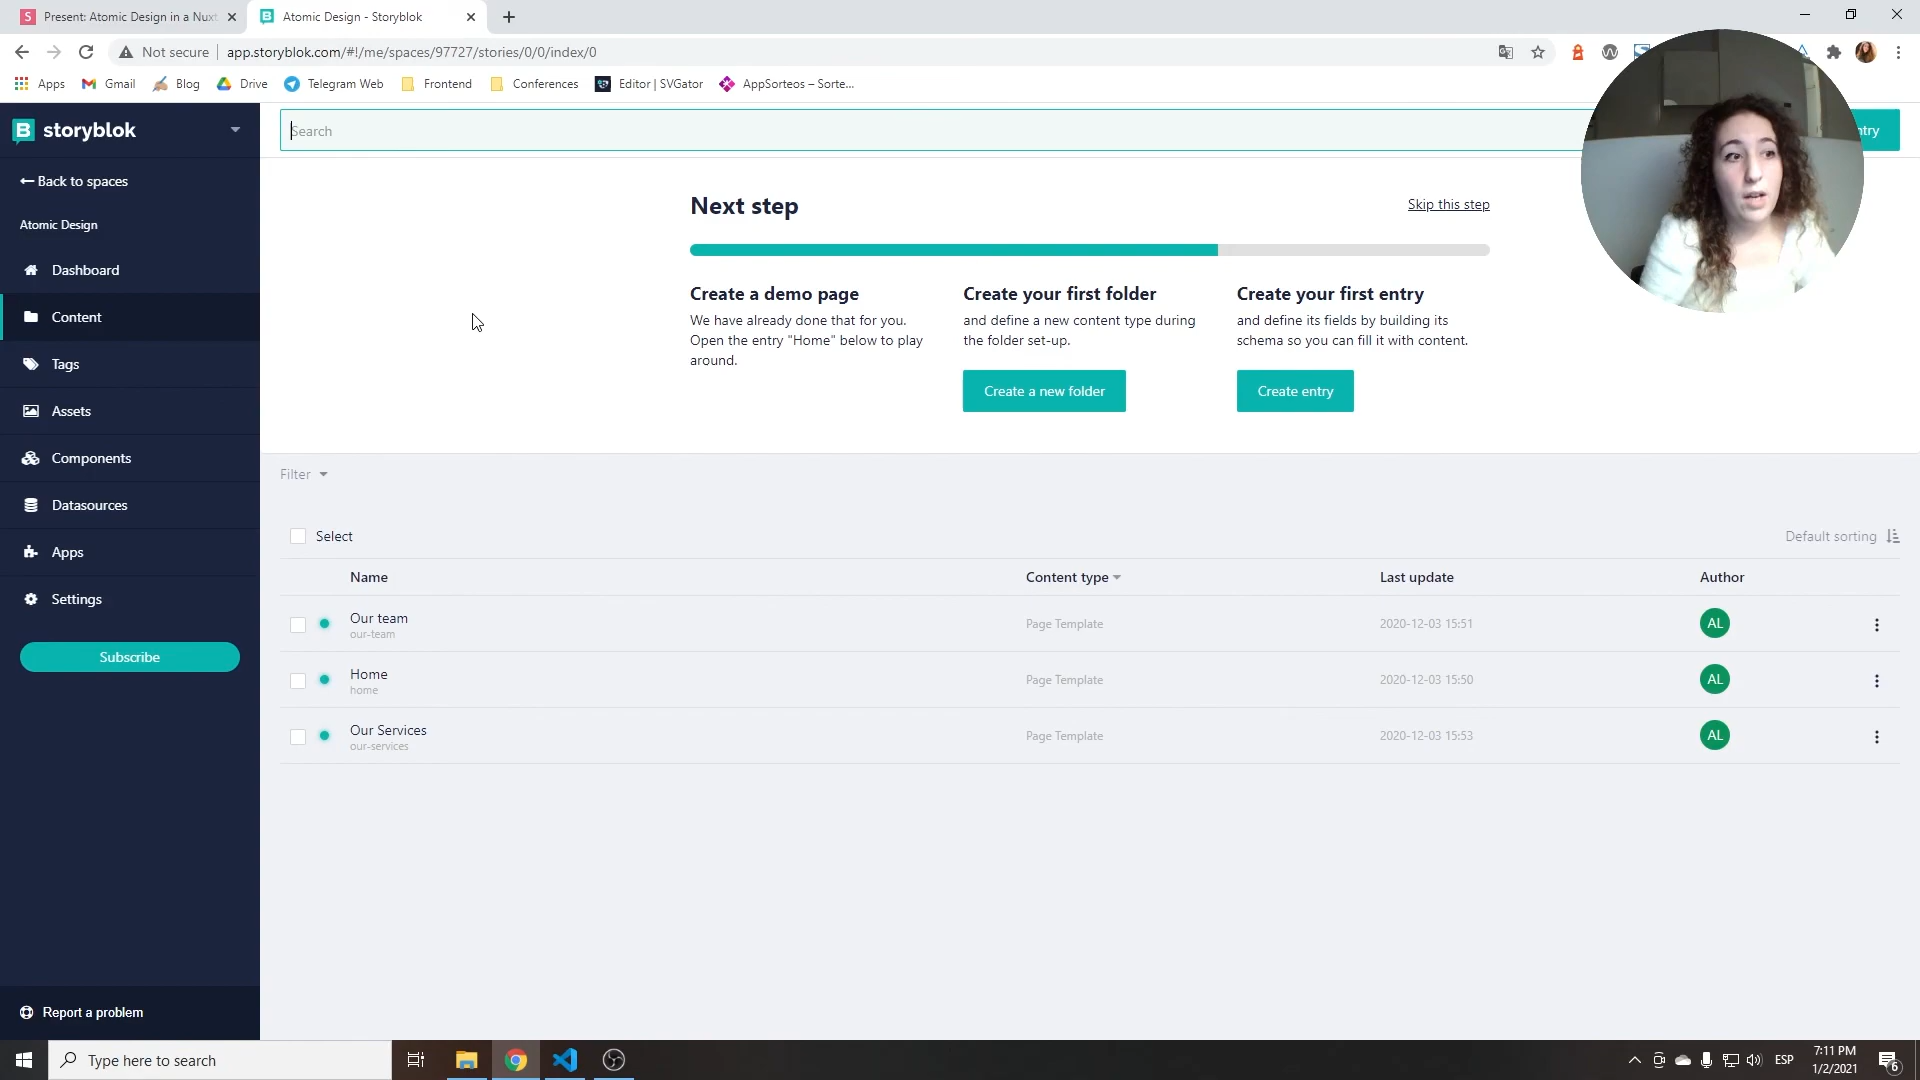 Present: Atomic Design in a Nuxt
Atomic Design - Storyblok
Not secure
app.storyblok.com/#!/me/spaces/97727/stories/0/0/index/0
Apps
Gmail
Blog
Drive
Telegram Web
Frontend
Conferences
Editor | SVGator
AppSorteos – Sorte...
storyblok
Search
ntry
Back to spaces
Atomic Design
Dashboard
Content
Tags
Assets
Components
Datasources
Apps
Settings
Subscribe
Report a problem
Next step
Skip this step
Create a demo page
We have already done that for you.
Open the entry "Home" below to play
around.
Create your first folder
and define a new content type during
the folder set-up.
Create a new folder
Create your first entry
and define its fields by building its
schema so you can fill it with content.
Create entry
Filter
Select
Default sorting
Name
Content type
Last update
Author
Our team
our-team
Page Template
2020-12-03 15:51
AL
Home
home
Page Template
2020-12-03 15:50
AL
Our Services
our-services
Page Template
2020-12-03 15:53
AL
Type here to search
ESP
7:11 PM
1/2/2021
6